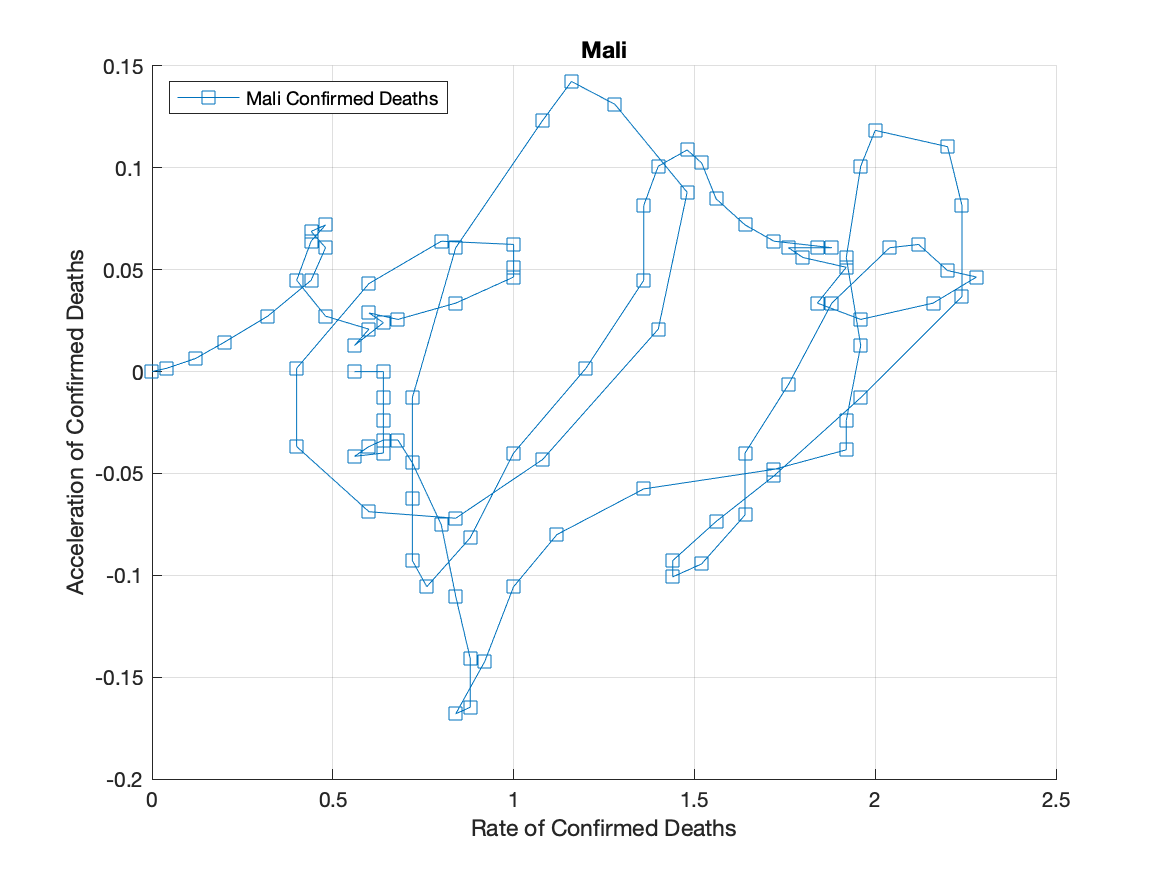 Mali
0.15
Mali Confirmed Deaths
0.1
0.05
0
-0.05
-0.1
-0.15
-0.2
Acceleration of Confirmed Deaths
0 0.5 1 1.5 2 2.5
Rate of Confirmed Deaths